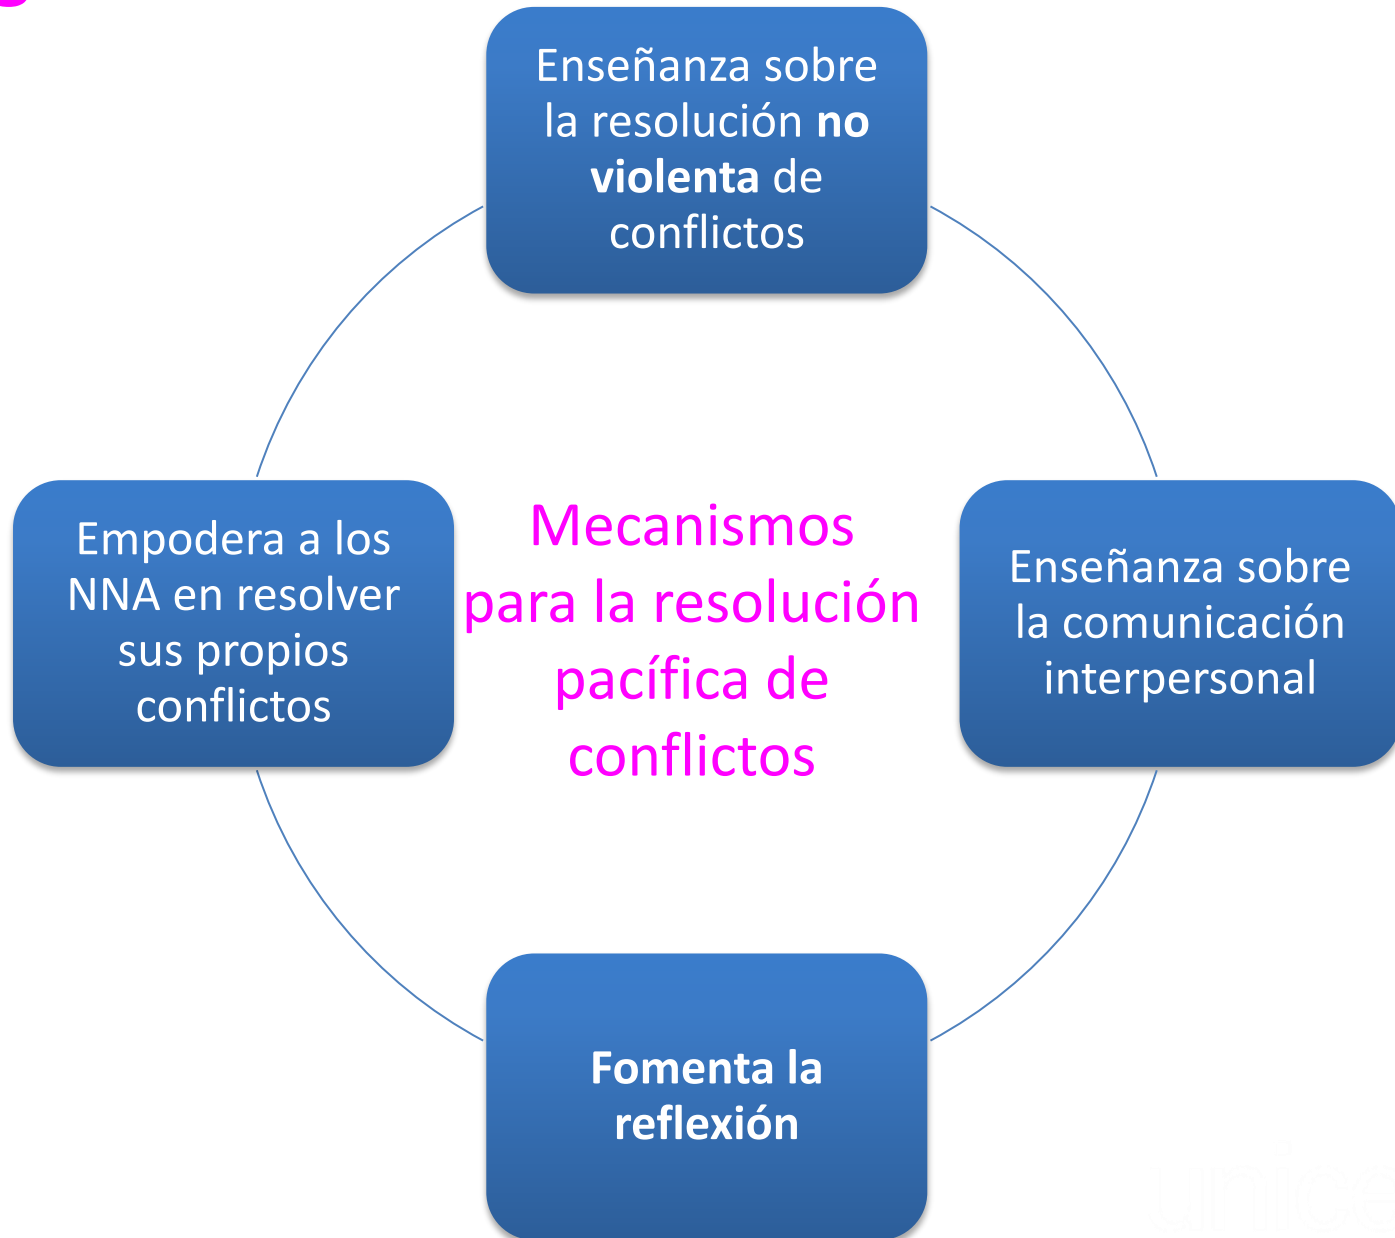 Enseñanza sobre
la resolución no
violenta de
conflictos
Empodera a los
NNA en resolver
sus propios
conflictos
Mecanismos
para la resolución
pacífica de
conflictos
Enseñanza sobre
la comunicación
interpersonal
Fomenta la
reflexión